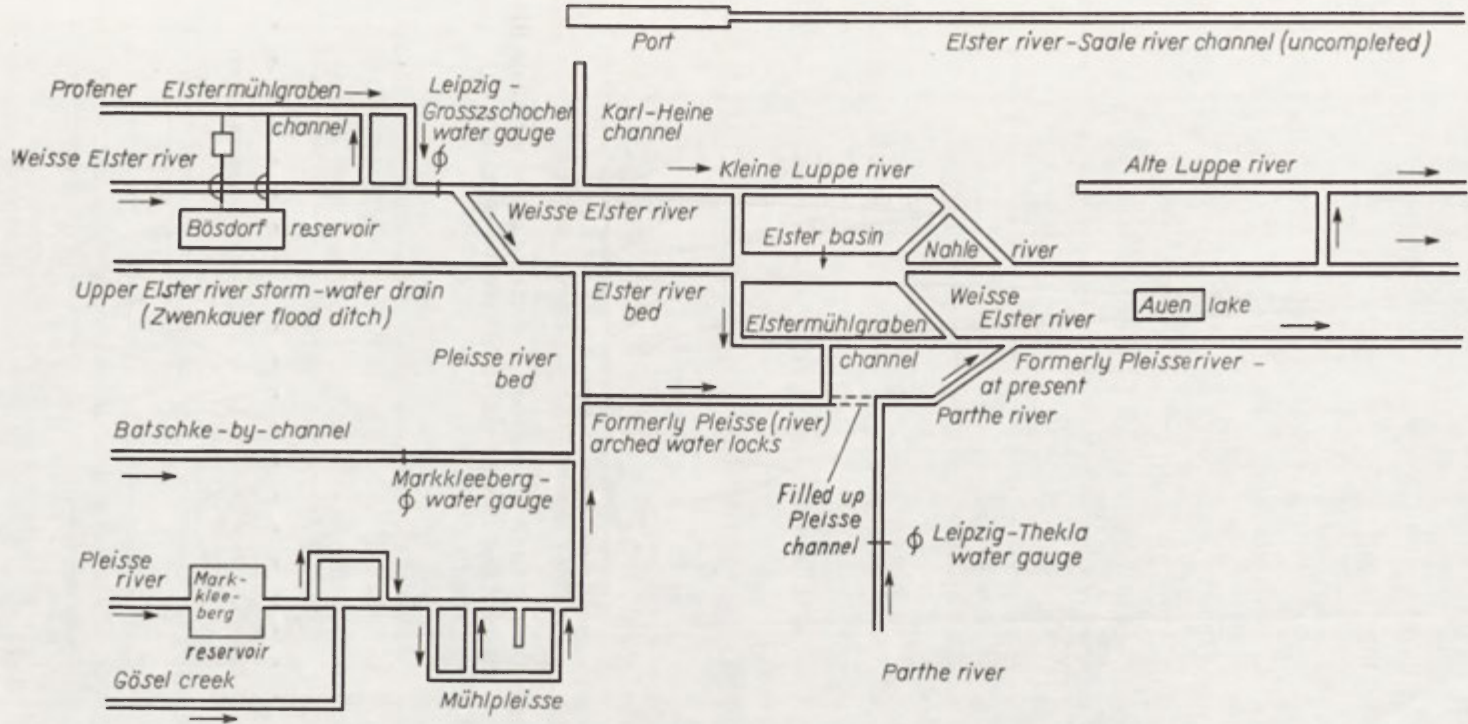 Port
Elster river-Saale river channel (uncompleted)
Profener Elstermühlgraben
channel
Leipzig -
Grosszschocher
water gauge
Karl-Heine
channel
Weisse Elster river
Kleine Luppe river
Alte Luppe river
Bösdorf reservoir
Weisse Elster river
Elster basin
Nahle river
Upper Elster river storm-water drain
(Zwenkauer flood ditch)
Elster river
bed
Elstermühlgraben
channel
Weisse
Elster river
Auen lake
Pleisse river
bed
Formerly Pleisseriver -
at present
Parthe river
Batschke-by-channel
Formerly Pleisse (river)
arched water locks
Markkleeberg-
water gauge
Filled up
Pleisse
channel
Leipzig-Thekla
water gauge
Pleisse
river
Mark-
klee-
berg
reservoir
Gösel creek
Mühlpleisse
Parthe river